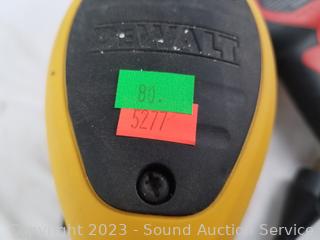 DEWALT
80.
5277
Copyright 2023 - Sound Auction Service